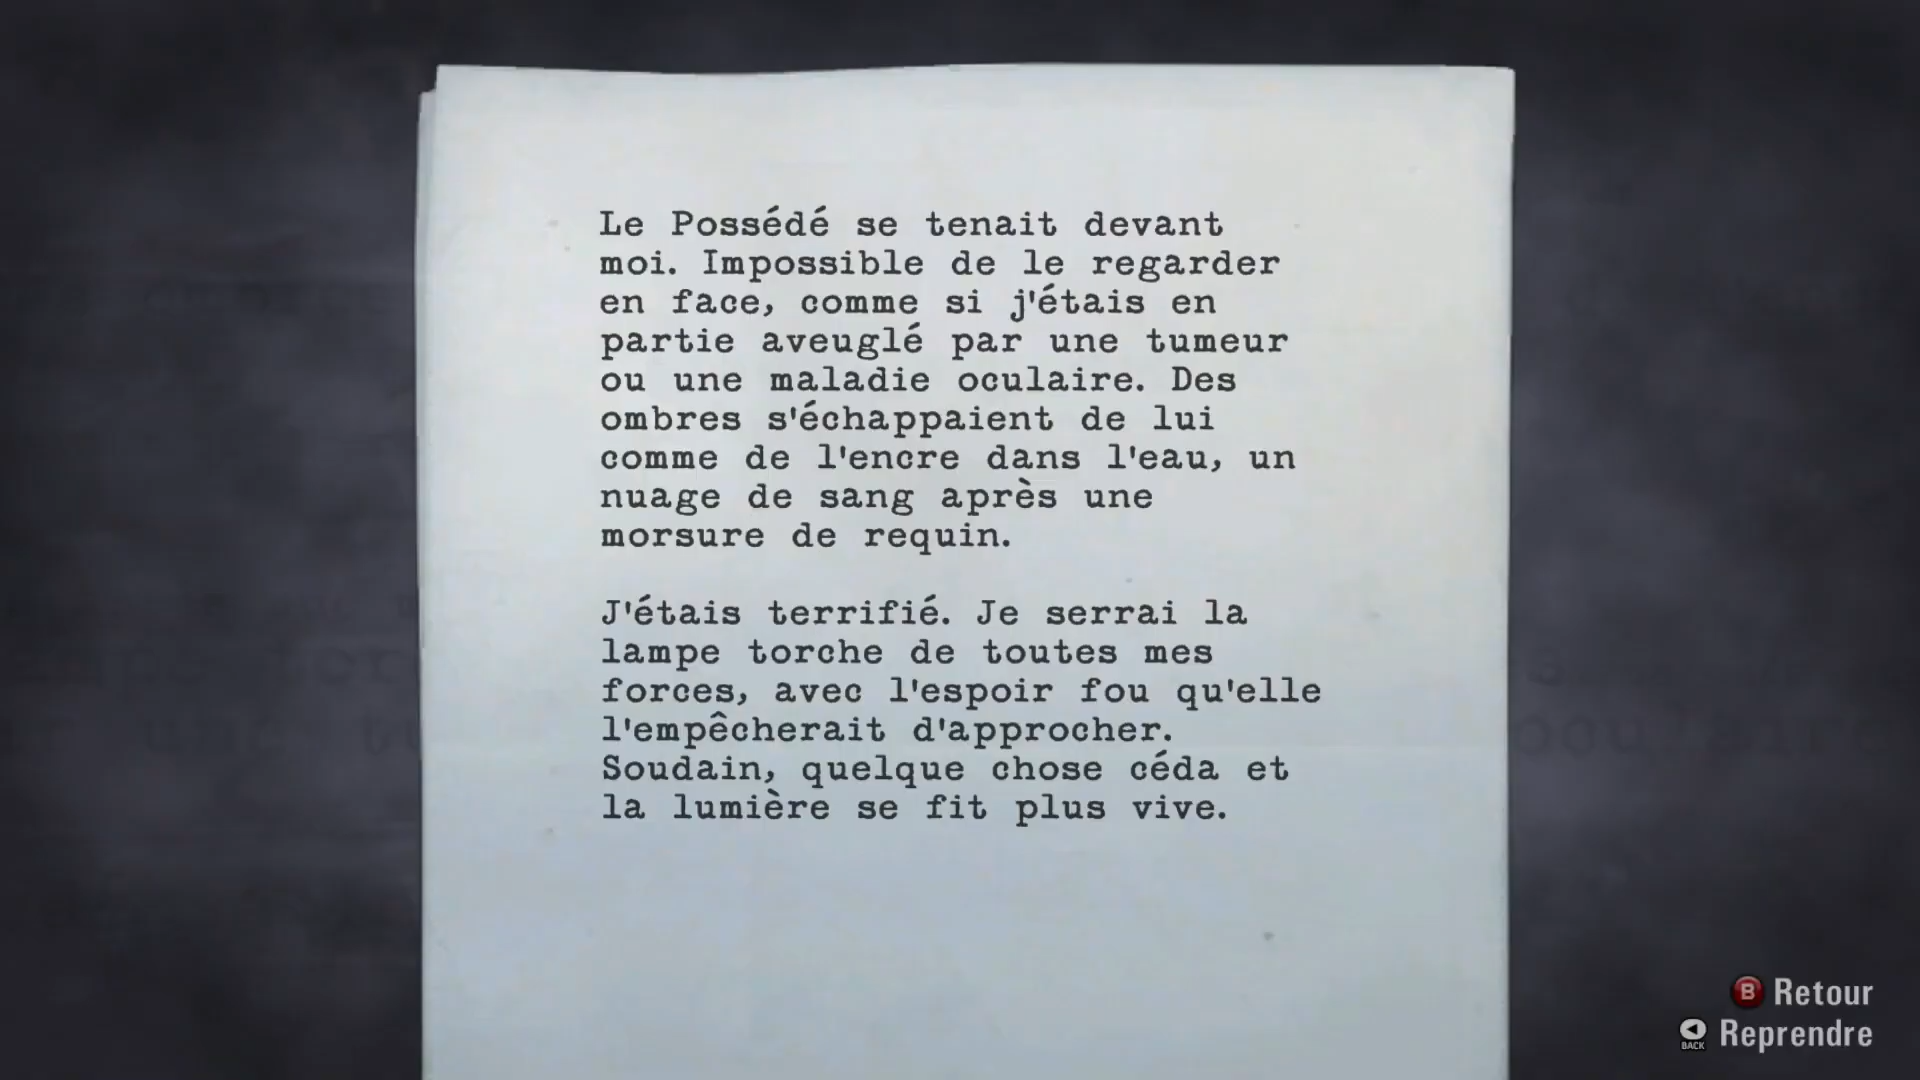 Le Possédé se tenait devant
moi. Impossible de le regarder
en face, comme si j'étais en
partie aveuglé par une tumeur
ou une maladie oculaire. Des
ombres s'échappaient de lui
comme de l'encre dans l'eau, un
nuage de sang après une
morsure de requin.
J'étais terrifié. Je serrai la
lampe torche de toutes mes
forces, avec l'espoir fou qu'elle
l'empêcherait d'approcher.
Soudain, quelque chose céda et
la lumière se fit plus vive.
B Retour
BACK Reprendre